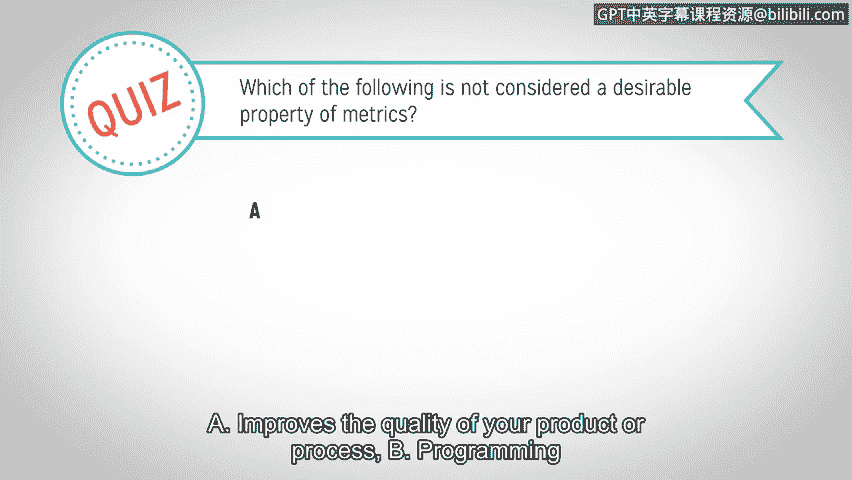 GPT中英字幕课程资源@bilibili.com
QUIZ
Which of the following is not considered a desirable
property of metrics?
A
A. Improves the quality of your product or
process, B. Programming